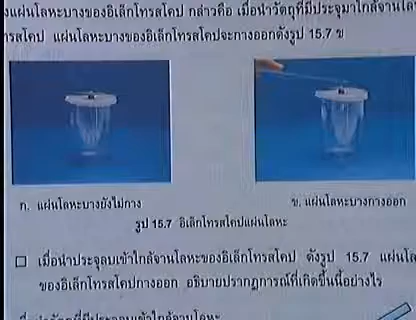 งแผ่นโลหะบางของอิเล็กโทรสโคป กล่าวคือ เมื่อนำวัตถุที่มีประจุมาใกล้จานโล
ทรสโคป แผ่นโลหะบางของอิเล็กโทรสโคปจะกางออกดังรูป 15.7 ข
ก. แผ่นโลหะบางยังไม่กาง
ข. แผ่นโลหะบางกางออก
รูป 15.7 อิเล็กโทรสโคปแผ่นโลหะ
เมื่อนำประจุลบเข้าใกล้จานโลหะของอิเล็กโทรสโคป ดังรูป 15.7 แผ่นโล
ของอิเล็กโทรสโคปกางออก อธิบายปรากฏการณ์ที่เกิดขึ้นนี้อย่างไร